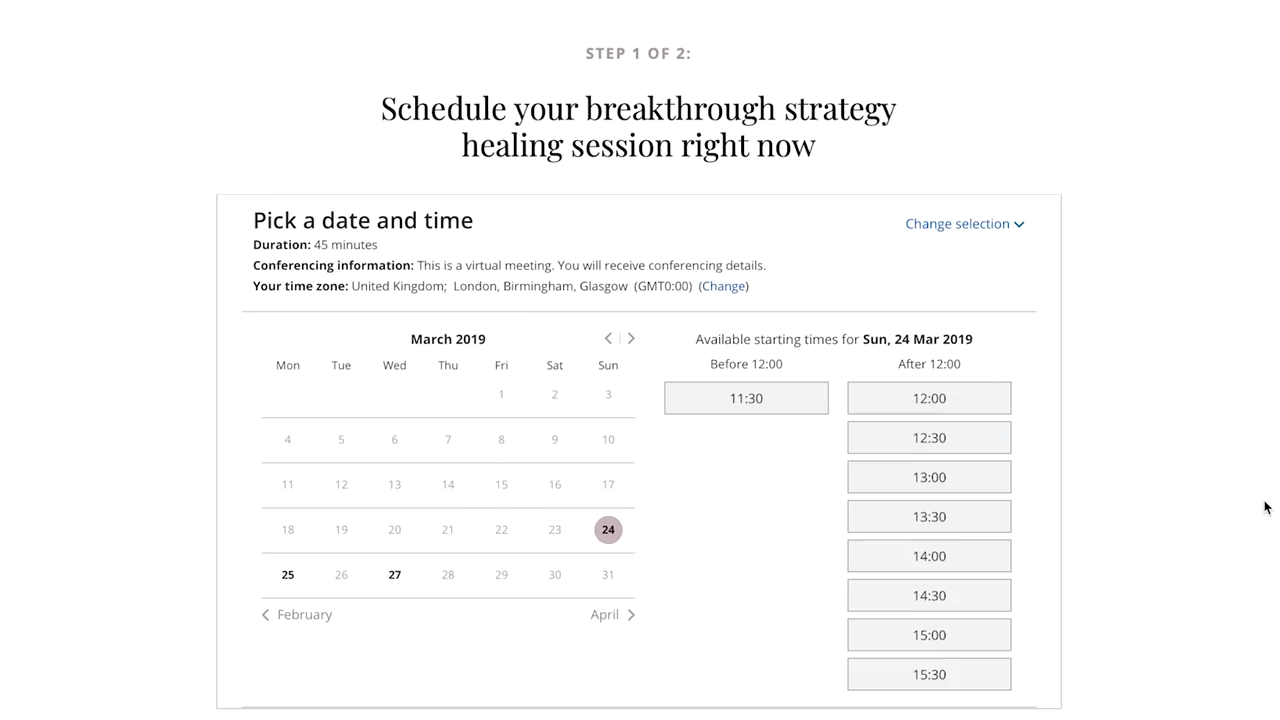 STEP 1 OF 2:
Schedule your breakthrough strategy
healing session right now
Pick a date and time
Change selection
Duration: 45 minutes
Conferencing information: This is a virtual meeting. You will receive conferencing details.
Your time zone: United Kingdom; London, Birmingham, Glasgow (GMT0:00) (Change)
March 2019
Mon Tue Wed Thu Fri Sat Sun
1 2 3
4 5 6 7 8 9 10
11 12 13 14 15 16 17
18 19 20 21 22 23 24
25 26 27 28 29 30 31
February April
Available starting times for Sun, 24 Mar 2019
Before 12:00 After 12:00
11:30 12:00
12:30
13:00
13:30
14:00
14:30
15:00
15:30